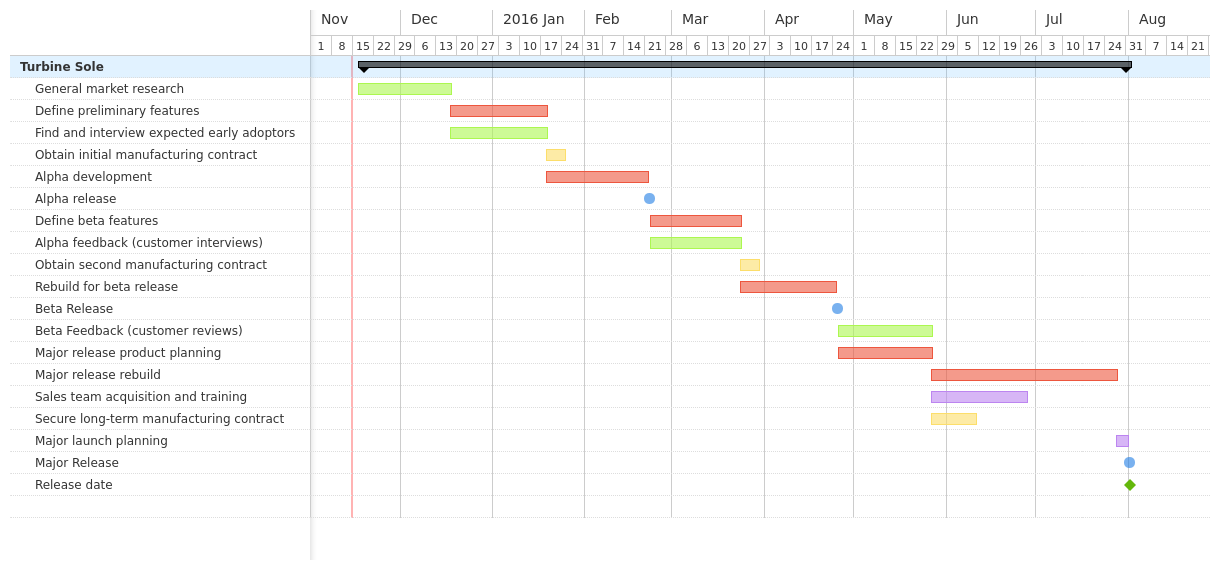 Nov Dec 2016 Jan Feb Mar Apr May Jun Jul Aug
1 8 15 22 29 6 13 20 27 3 10 17 24 31 7 14 21 28 6 13 20 27 3 10 17 24 1 8 15 22 29 5 12 19 26 3 10 17 24 31 7 14 21
Turbine Sole
General market research
Define preliminary features
Find and interview expected early adoptors
Obtain initial manufacturing contract
Alpha development
Alpha release
Define beta features
Alpha feedback (customer interviews)
Obtain second manufacturing contract
Rebuild for beta release
Beta Release
Beta Feedback (customer reviews)
Major release product planning
Major release rebuild
Sales team acquisition and training
Secure long-term manufacturing contract
Major launch planning
Major Release
Release date